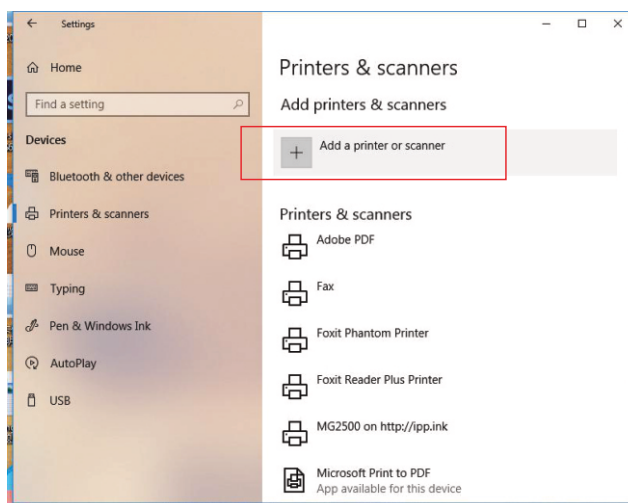 Settings
Home
Find a setting
Devices
Bluetooth & other devices
Printers & scanners
Mouse
Typing
Pen & Windows Ink
AutoPlay
USB
Printers & scanners
Add printers & scanners
Add a printer or scanner
Printers & scanners
Adobe PDF
Fax
Foxit Phantom Printer
Foxit Reader Plus Printer
MG2500 on http://ipp.ink
Microsoft Print to PDF
App available for this device